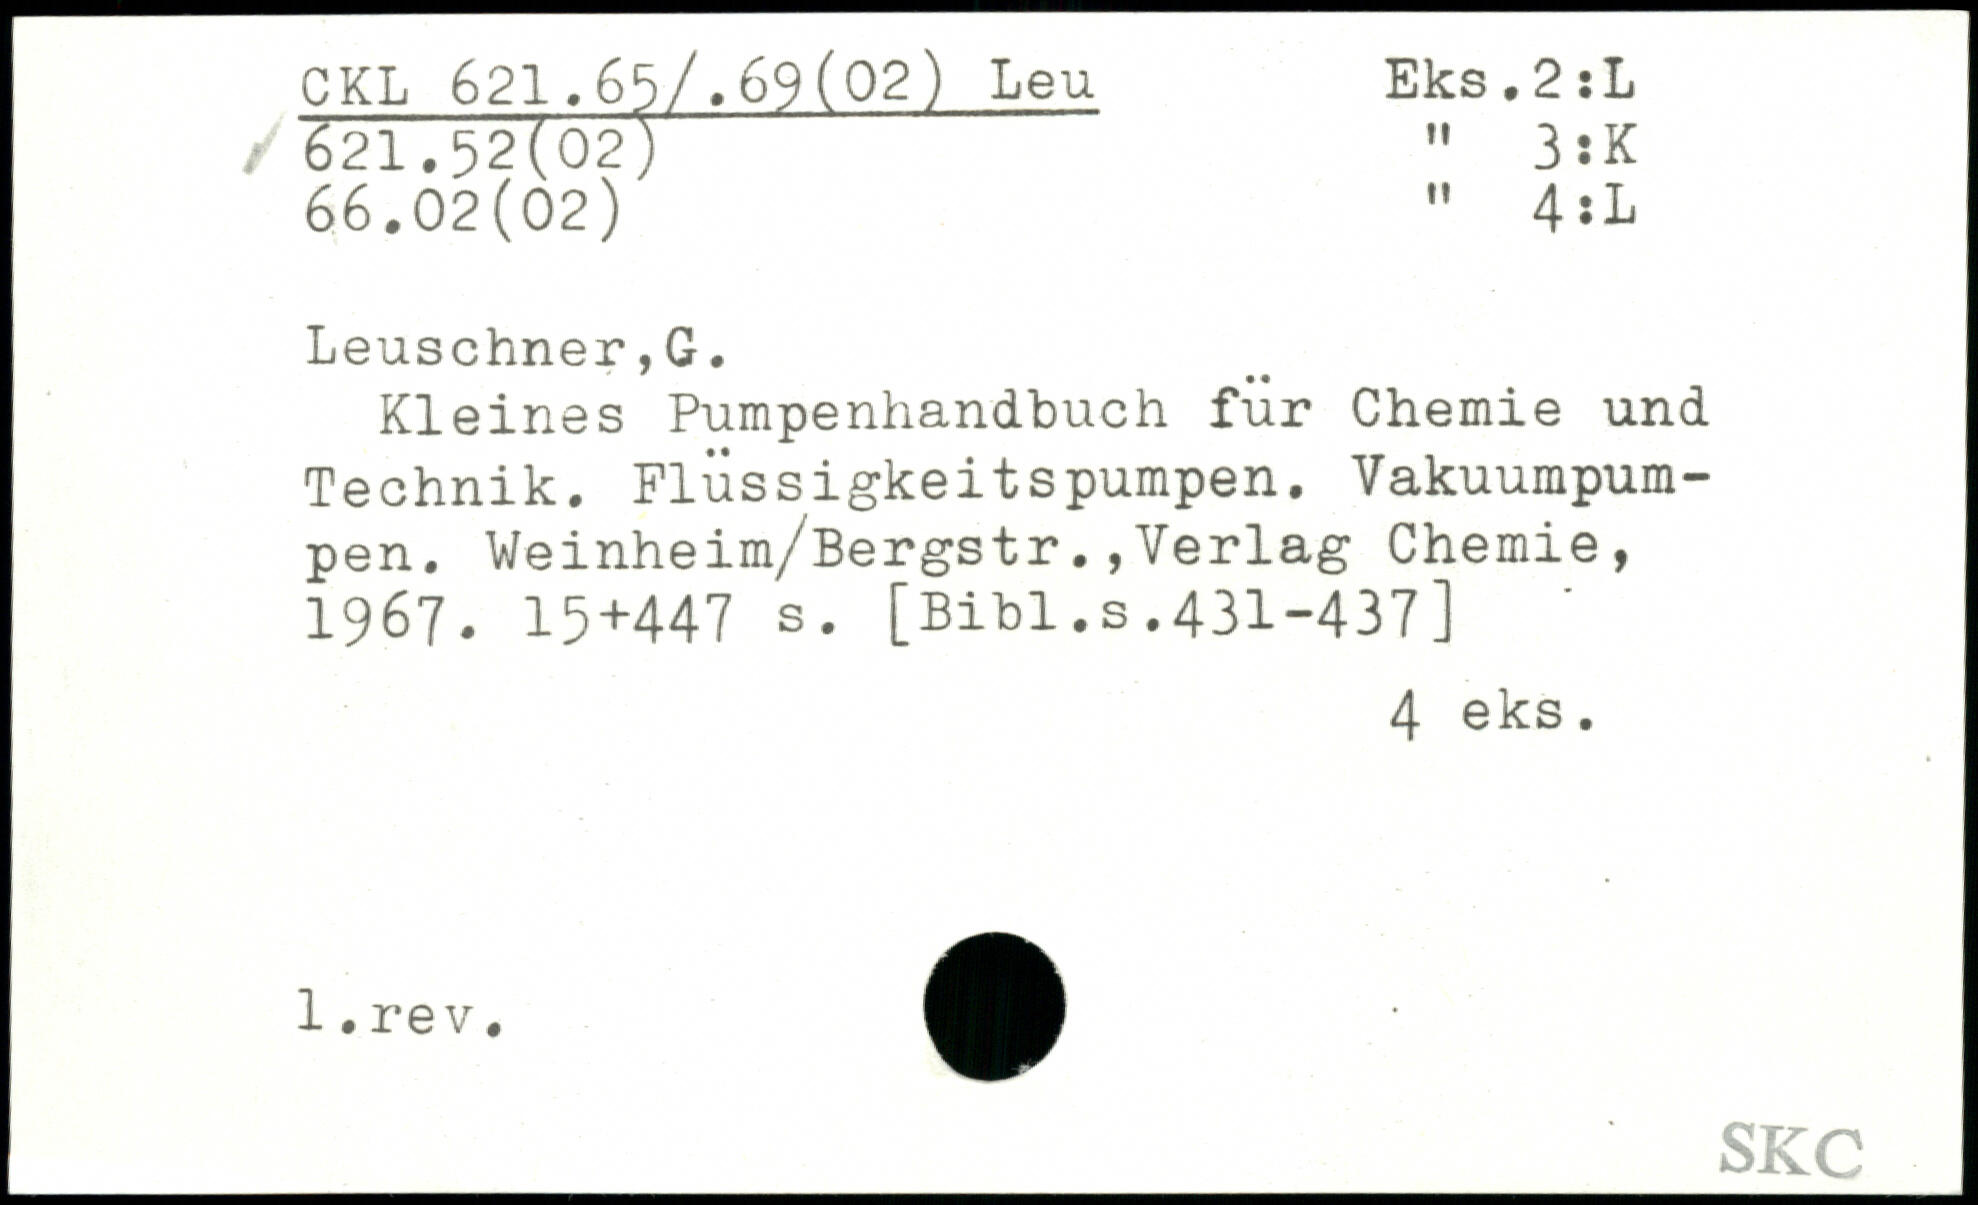 CKL 621.65/.69(02) Leu Eks.2:L
621.52(02) " 3:K
66.02(02) " 4:L
Leuschner,G.
Kleines Pumpenhandbuch für Chemie und
Technik. Flüssigkeitspumpen. Vakuumpum-
pen. Weinheim/Bergstr.,Verlag Chemie,
1967. 15+447 s. [Bibl.s.431-437]
4 eks.
1.rev.
SKC